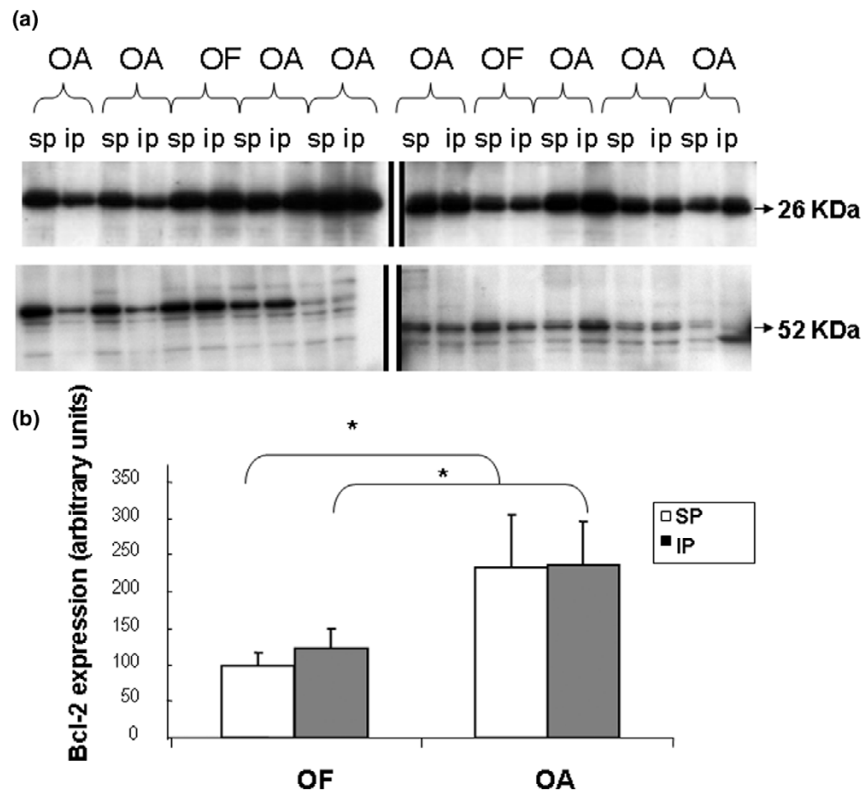 (a)
OA OA OF OA OA OA OF OA OA OA
sp ip sp ip sp ip sp ip sp ip sp ip sp ip sp ip sp ip sp ip
26 KDa
52 KDa
(b)
Bcl-2 expression (arbitrary units)
350
300
250
200
150
100
50
0
*
*
SP
IP
OF OA